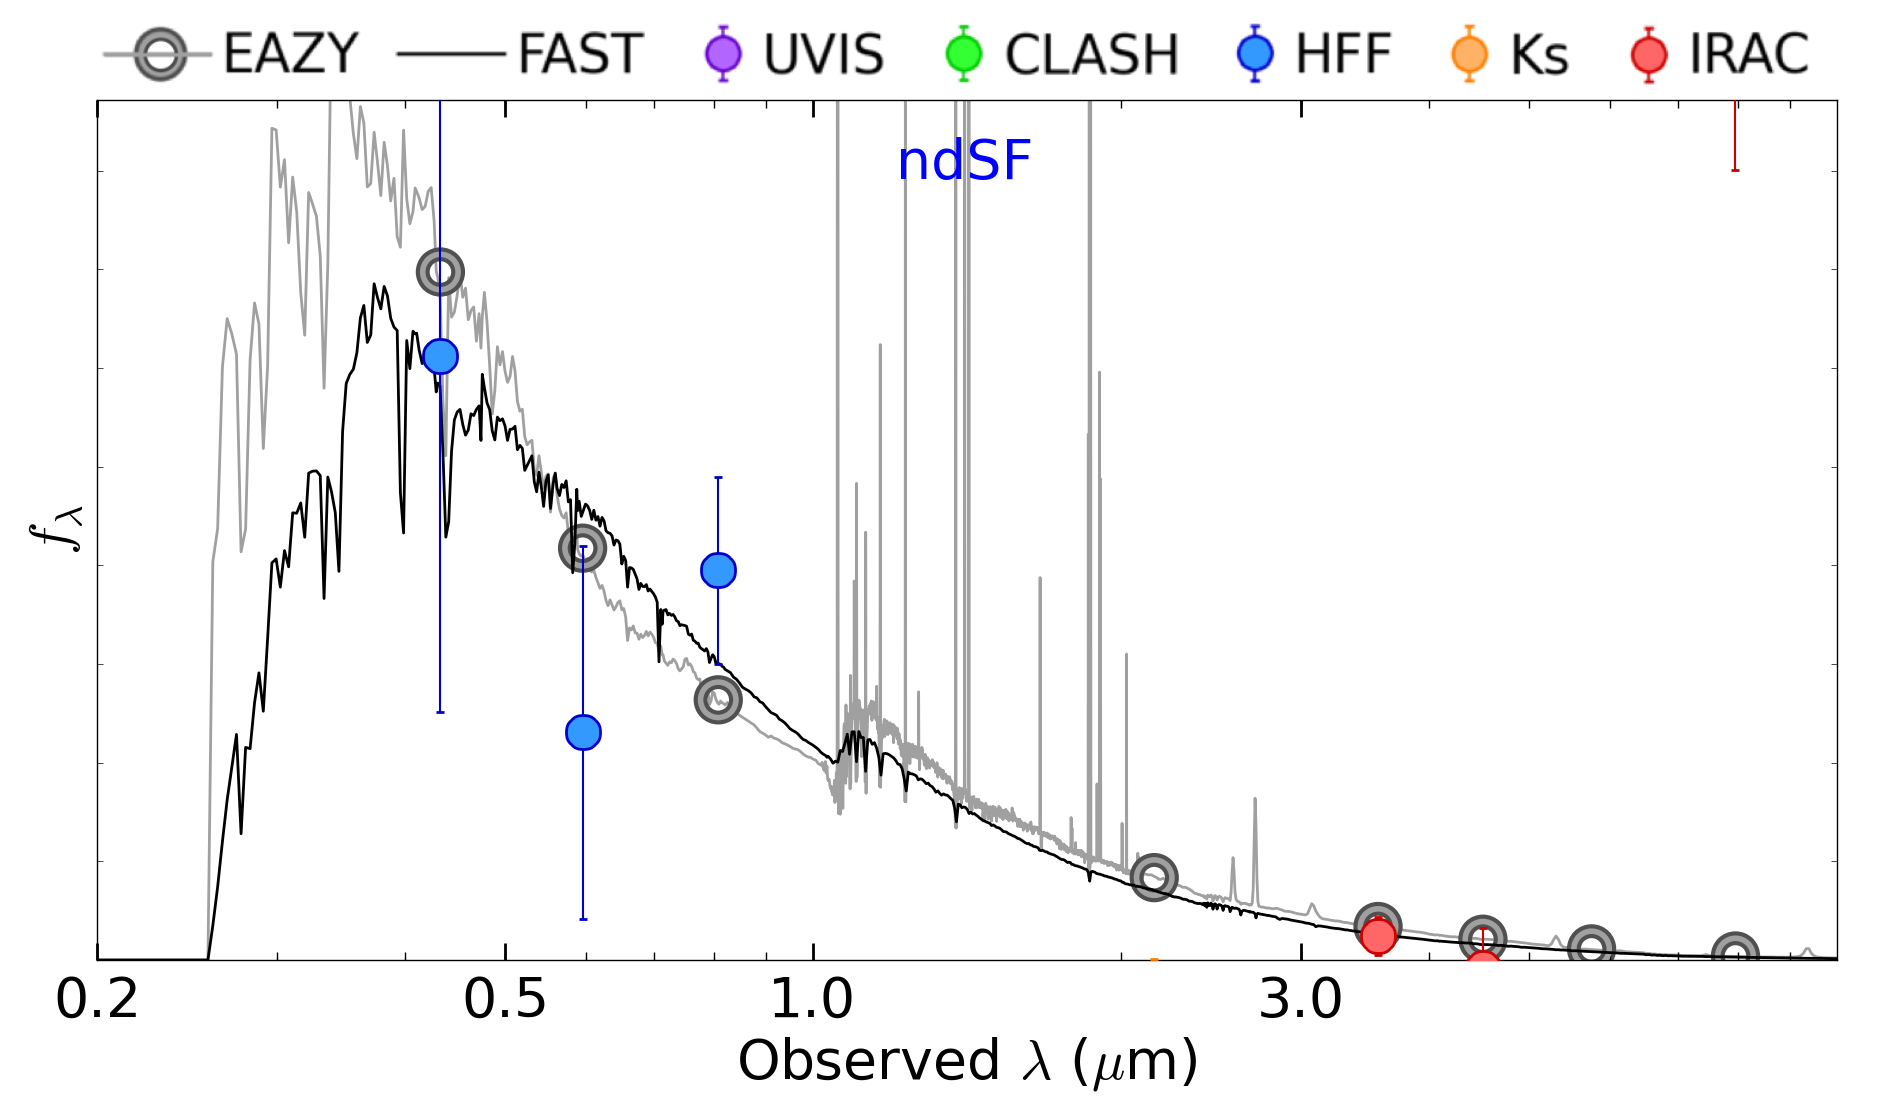 EAZY FAST UVIS CLASH HFF Ks IRAC
ndSF
f_λ
0.2 0.5 1.0 3.0
Observed λ (μm)